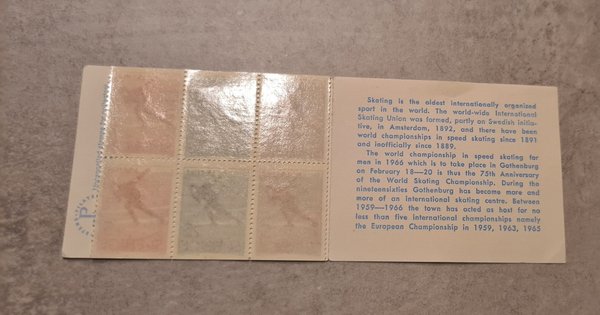 Skating is the oldest internationally organized
sport in the world. The world-wide International
Skating Union was formed, partly on Swedish initia-
tive, in Amsterdam, 1892, and there have been
world championships in speed skating since 1891
and inofficially since 1889.
The world championship in speed skating for
men in 1966 which is to take place in Gothenburg
on February 18—20 is thus the 75th Anniversary
of the World Skating Championship. During the
nineteensixties Gothenburg has become more and
more of an international skating centre. Between
1959—1966 the town has acted as host for no
less than five international championships namely
the European Championship in 1959, 1963, 1965
P